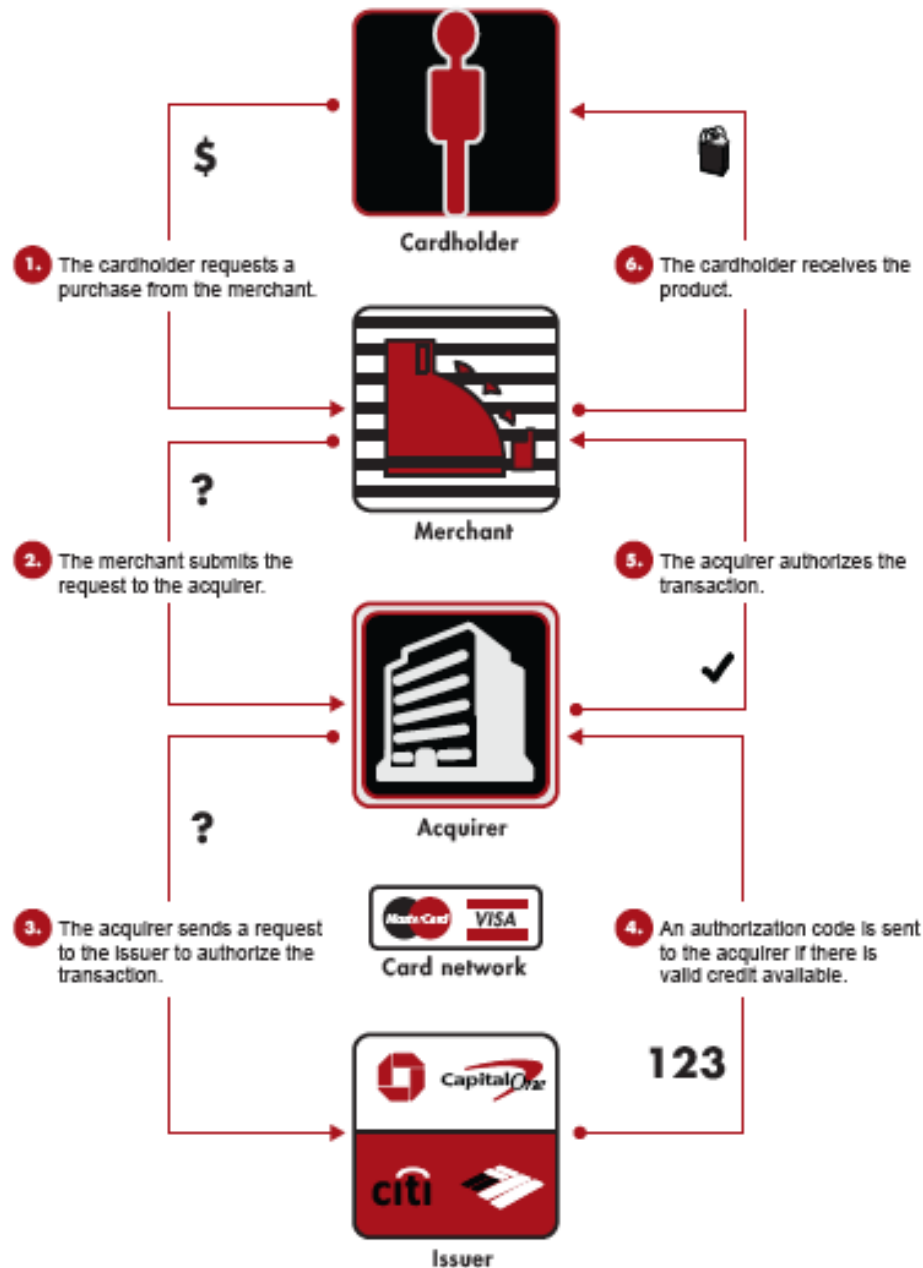 $
Cardholder
1. The cardholder requests a
purchase from the merchant.
6. The cardholder receives the
product.
?
Merchant
2. The merchant submits the
request to the acquirer.
5. The acquirer authorizes the
transaction.
?
Acquirer
MasterCard VISA
Card network
3. The acquirer sends a request
to the issuer to authorize the
transaction.
4. An authorization code is sent
to the acquirer if there is
valid credit available.
123
CapitalOne
citi
Issuer